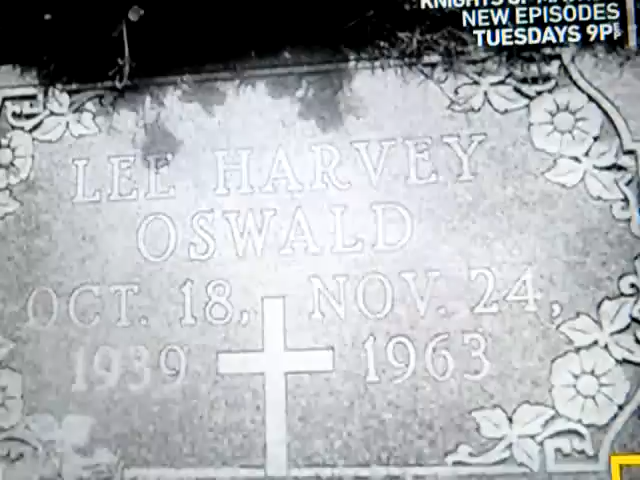 NEW EPISODES
TUESDAYS 9P
LEE HARVEY
OSWALD
OCT. 18, NOV. 24,
1939 1963